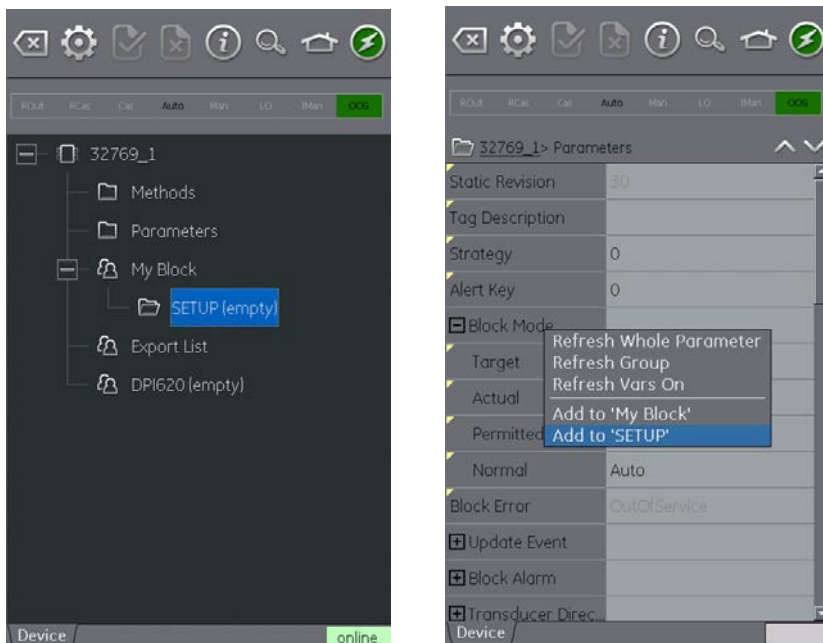 ROut RCas Cas Auto Man LO IMan OOS
32769_1
Methods
Parameters
My Block
SETUP (empty)
Export List
DPI620 (empty)
Device
online
ROut RCas Cas Auto Man LO IMan OOS
32769_1> Parameters
Static Revision 30
Tag Description
Strategy 0
Alert Key 0
Block Mode
Target
Actual
Permitted
Normal Auto
Block Error OutOfService
Update Event
Block Alarm
Transducer Direc...
Refresh Whole Parameter
Refresh Group
Refresh Vars On
Add to 'My Block'
Add to 'SETUP'
Device